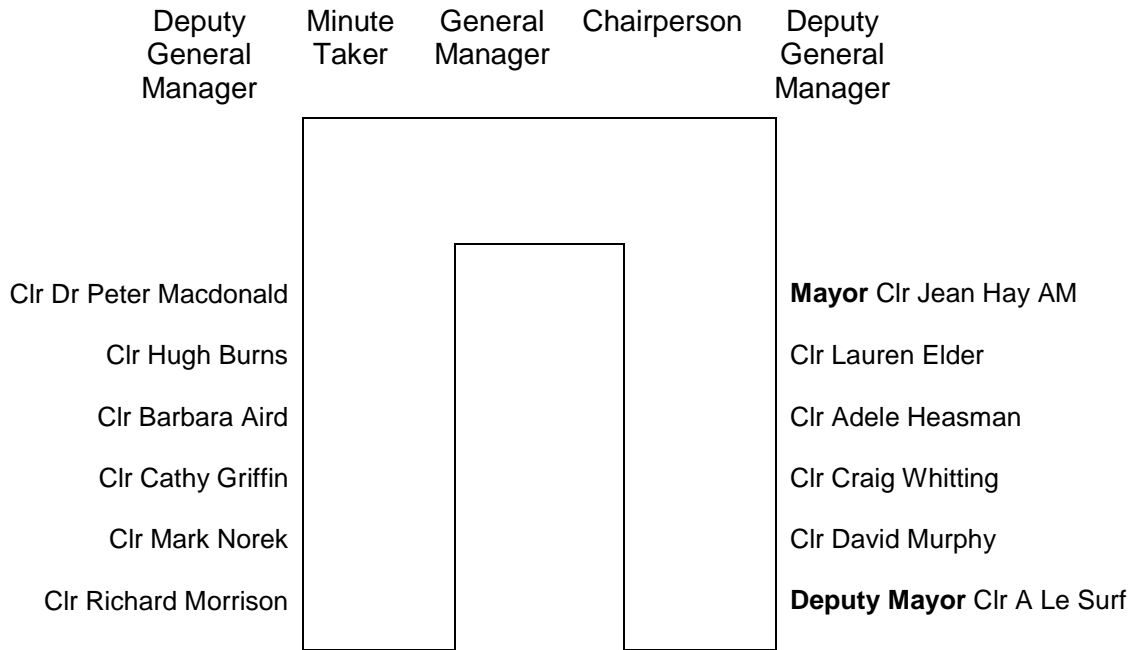 Deputy General Manager
Minute Taker
General Manager
Chairperson
Deputy General Manager
Clr Dr Peter Macdonald
Mayor Clr Jean Hay AM
Clr Hugh Burns
Clr Lauren Elder
Clr Barbara Aird
Clr Adele Heasman
Clr Cathy Griffin
Clr Craig Whitting
Clr Mark Norek
Clr David Murphy
Clr Richard Morrison
Deputy Mayor Clr A Le Surf